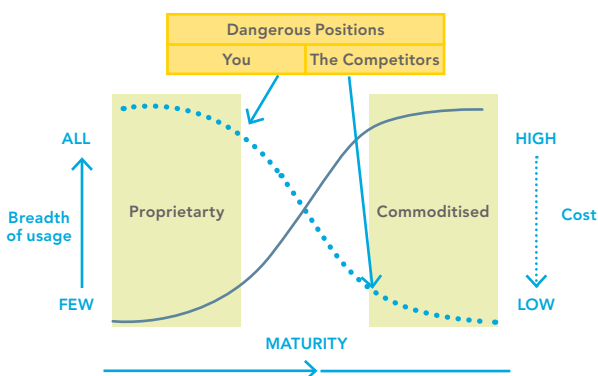 Dangerous Positions
You
The Competitors
ALL
HIGH
Breadth
of usage
Proprietarty
Commoditised
Cost
FEW
LOW
MATURITY